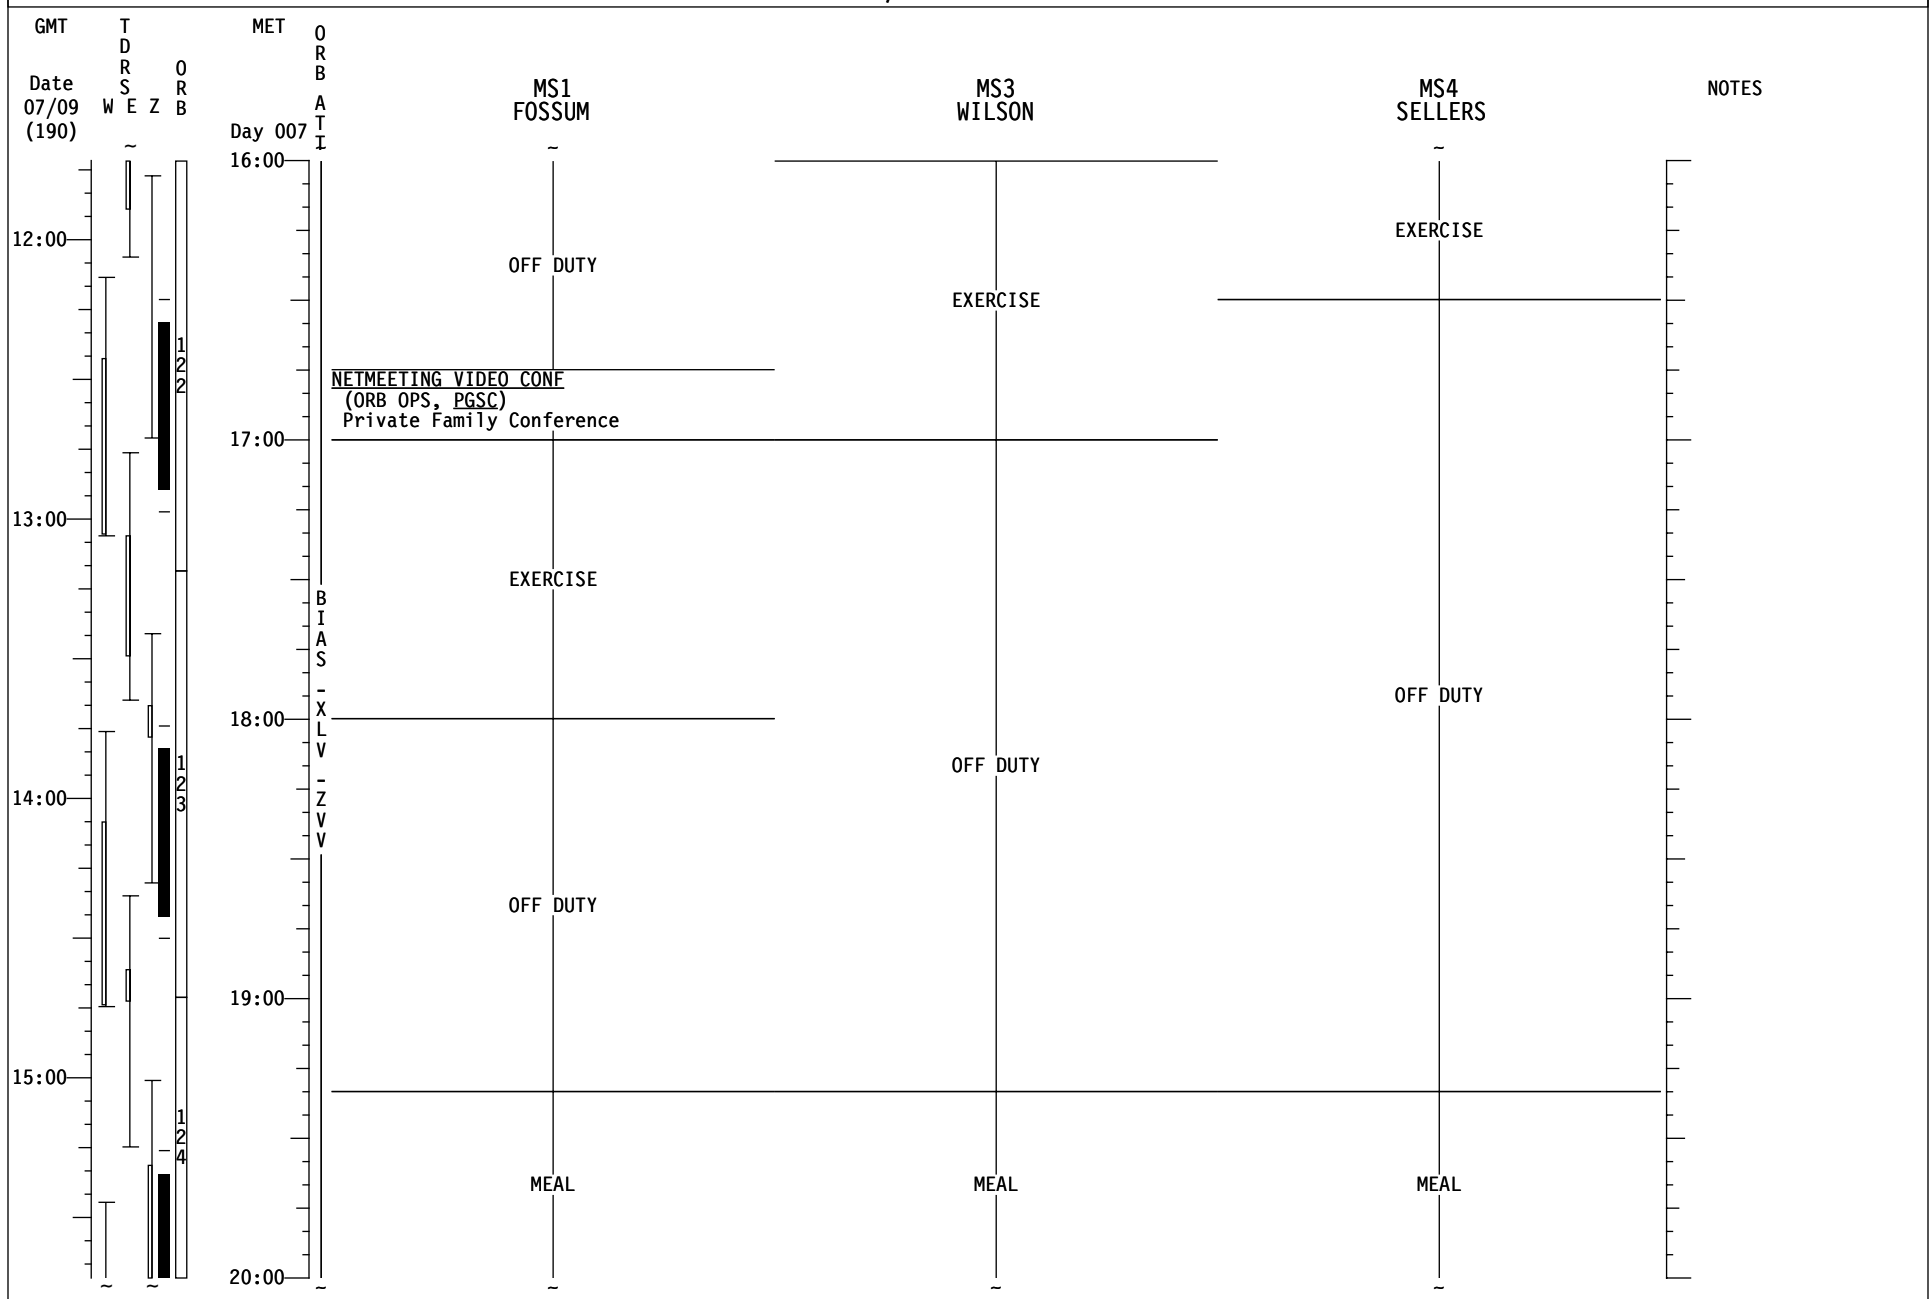 GMT
T
D
R
S
MET
O
R
B
A
T
T
I
O
R
B
Date
07/09
(190)
W E Z
Day 007
MS1
FOSSUM
MS3
WILSON
MS4
SELLERS
NOTES
~
~
~
~
16:00
12:00
EXERCISE
OFF DUTY
EXERCISE
1
2
2
NETMEETING VIDEO CONF
(ORB OPS, PGSC)
Private Family Conference
17:00
13:00
EXERCISE
B
I
A
S
-
X
L
V
-
Z
V
V
OFF DUTY
18:00
OFF DUTY
1
2
3
14:00
OFF DUTY
19:00
15:00
1
2
4
MEAL
MEAL
MEAL
20:00
~
~
~
~
~
~